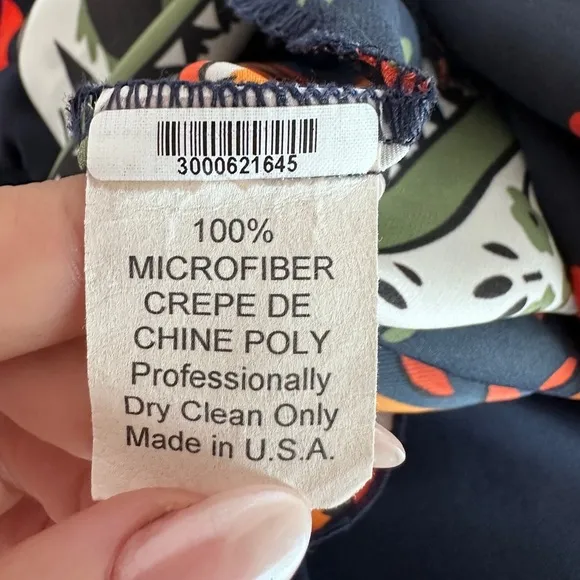 3000621645
100%
MICROFIBER
CREPE DE
CHINE POLY
Professionally
Dry Clean Only
Made in U.S.A.